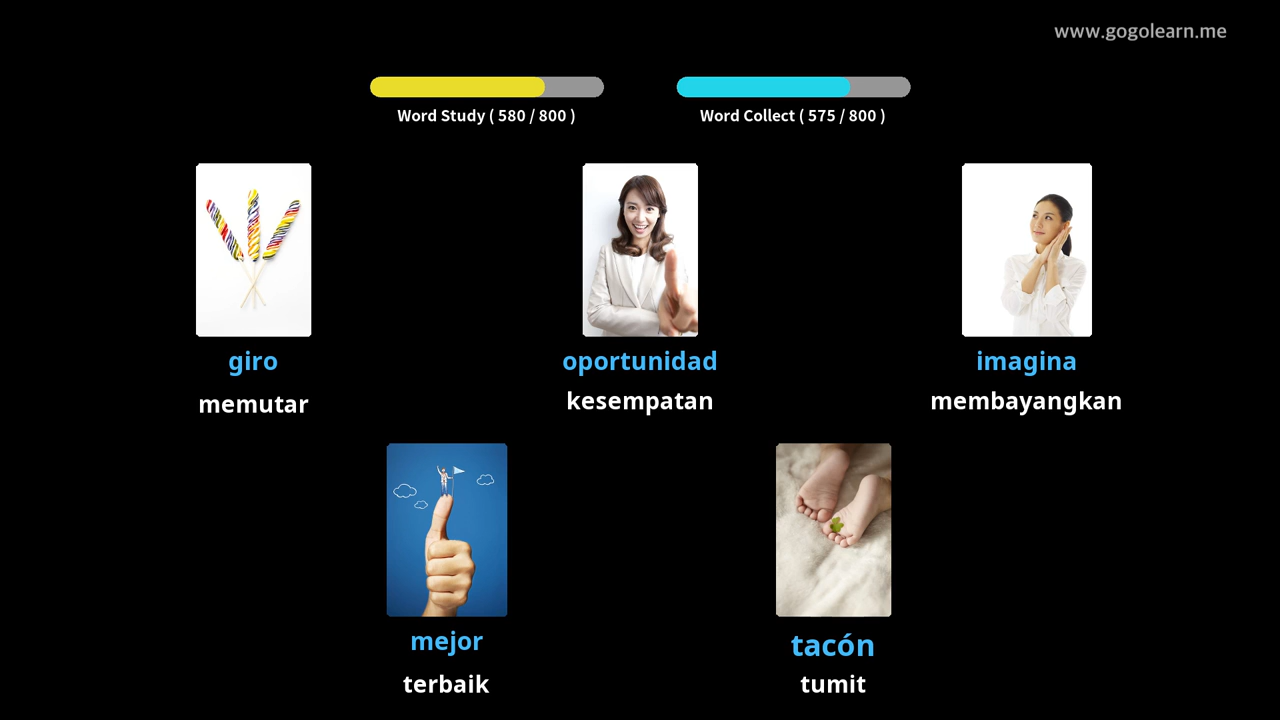 www.gogolearn.me
Word Study ( 580 / 800 )
Word Collect ( 575 / 800 )
giro
memutar
oportunidad
kesempatan
imagina
membayangkan
mejor
terbaik
tacón
tumit